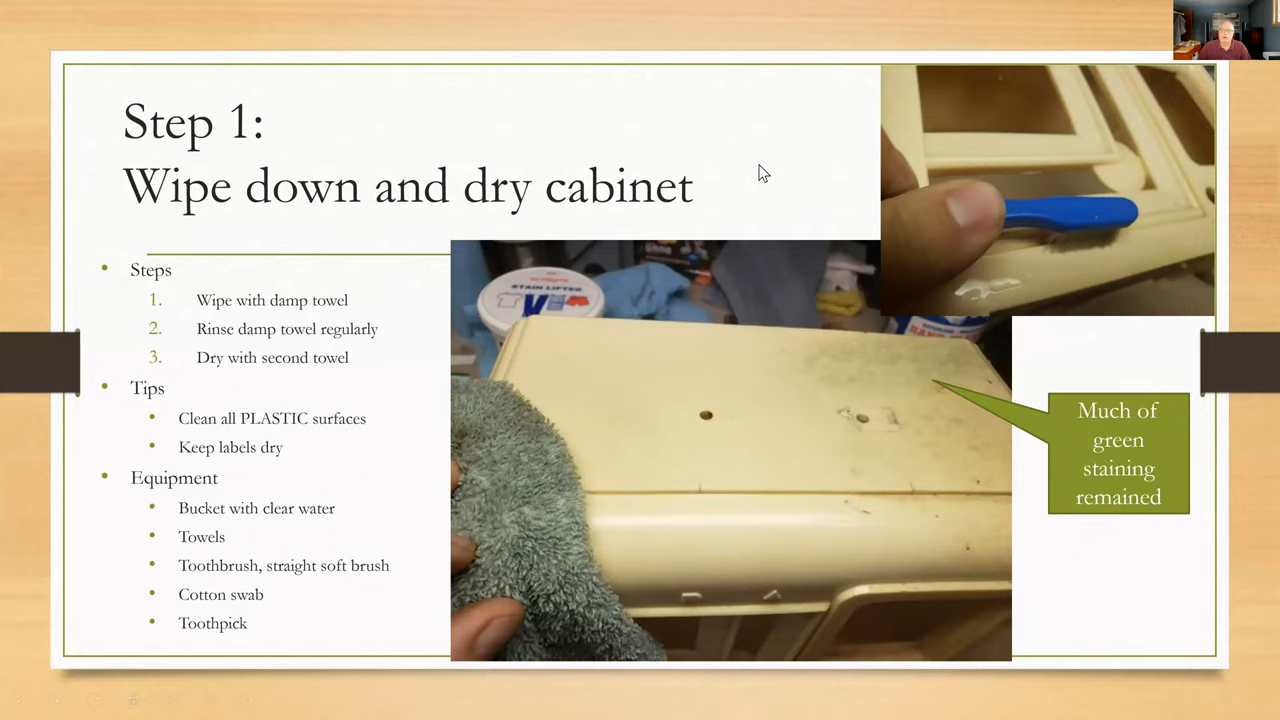 Step 1:
Wipe down and dry cabinet
• Steps
1. Wipe with damp towel
2. Rinse damp towel regularly
3. Dry with second towel
• Tips
• Clean all PLASTIC surfaces
• Keep labels dry
• Equipment
• Bucket with clear water
• Towels
• Toothbrush, straight soft brush
• Cotton swab
• Toothpick
STAIN LIFTER
Much of
green
staining
remained